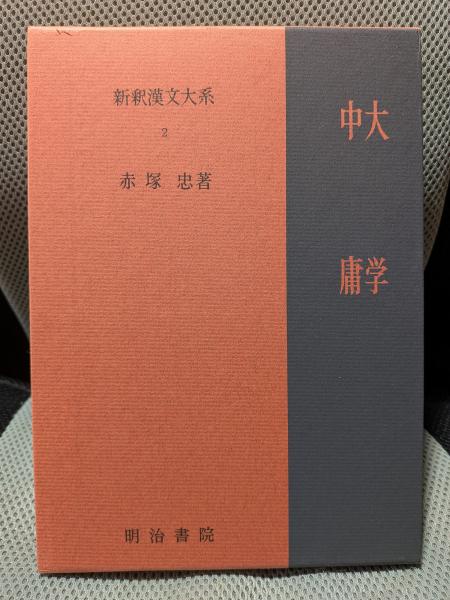 新釈漢文大系
2
赤塚 忠著
大学
中庸
明治書院